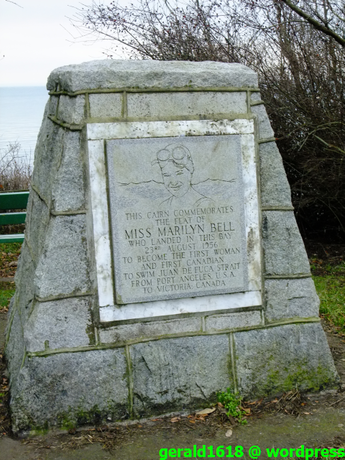 THIS CAIRN COMMEMORATES
THE FEAT OF
MISS MARILYN BELL
WHO LANDED IN THIS BAY
23RD AUGUST 1956
TO BECOME THE FIRST WOMAN
AND FIRST CANADIAN
TO SWIM JUAN DE FUCA STRAIT
FROM PORT ANGELES U.S.A.
TO VICTORIA CANADA
gerald1618 @ wordpress